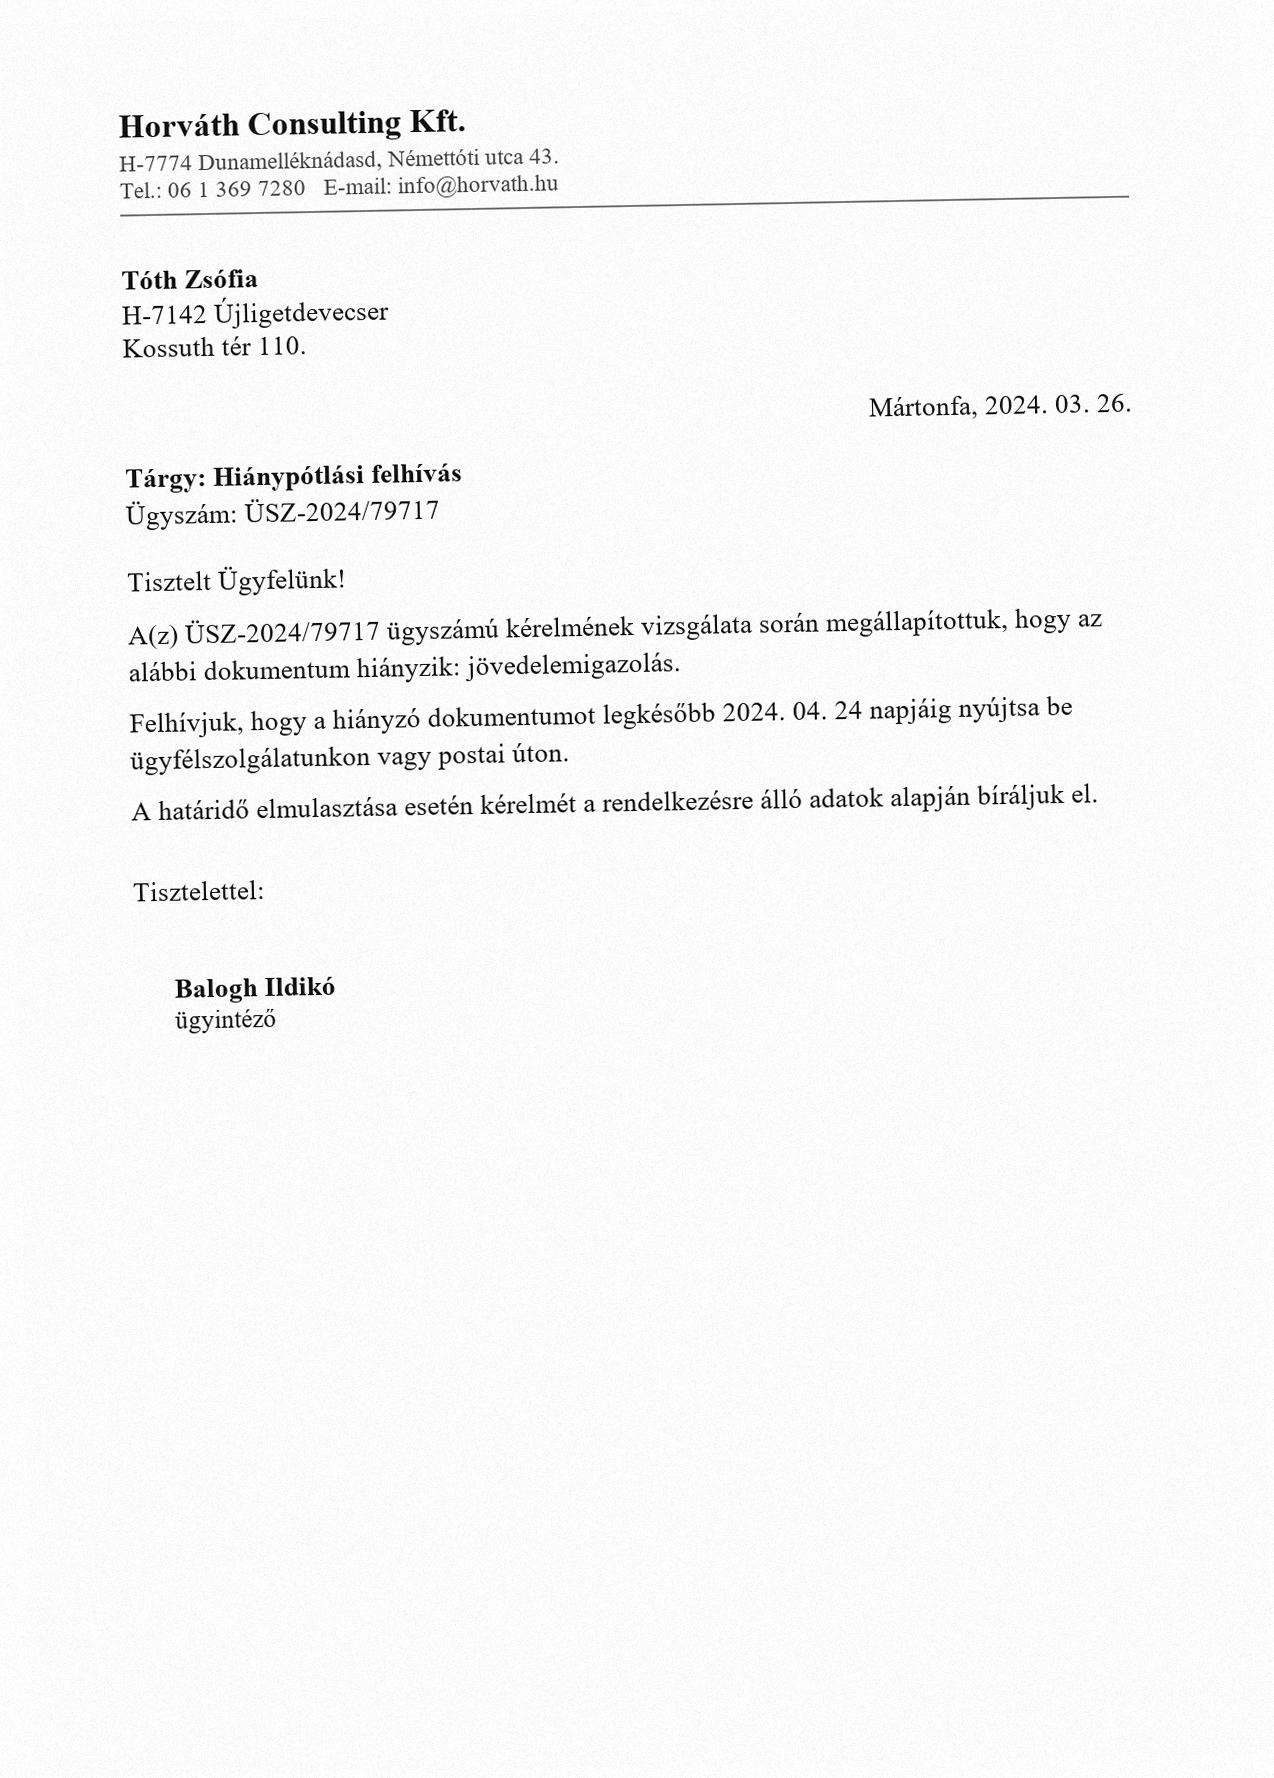 Horváth Consulting Kft.
H-7774 Dunamelléknádasd, Némettóti utca 43.
Tel.: 06 1 369 7280 E-mail: info@horvath.hu
Tóth Zsófia
H-7142 Újligetdevecser
Kossuth tér 110.
Mártonfa, 2024. 03. 26.
Tárgy: Hiánypótlási felhívás
Ügyszám: ÜSZ-2024/79717
Tisztelt Ügyfelünk!
A(z) ÜSZ-2024/79717 ügyszámú kérelmének vizsgálata során megállapítottuk, hogy az
alábbi dokumentum hiányzik: jövedelemigazolás.
Felhívjuk, hogy a hiányzó dokumentumot legkésőbb 2024. 04. 24 napjáig nyújtsa be
ügyfélszolgálatunkon vagy postai úton.
A határidő elmulasztása esetén kérelmét a rendelkezésre álló adatok alapján bíráljuk el.
Tisztelettel:
Balogh Ildikó
ügyintéző